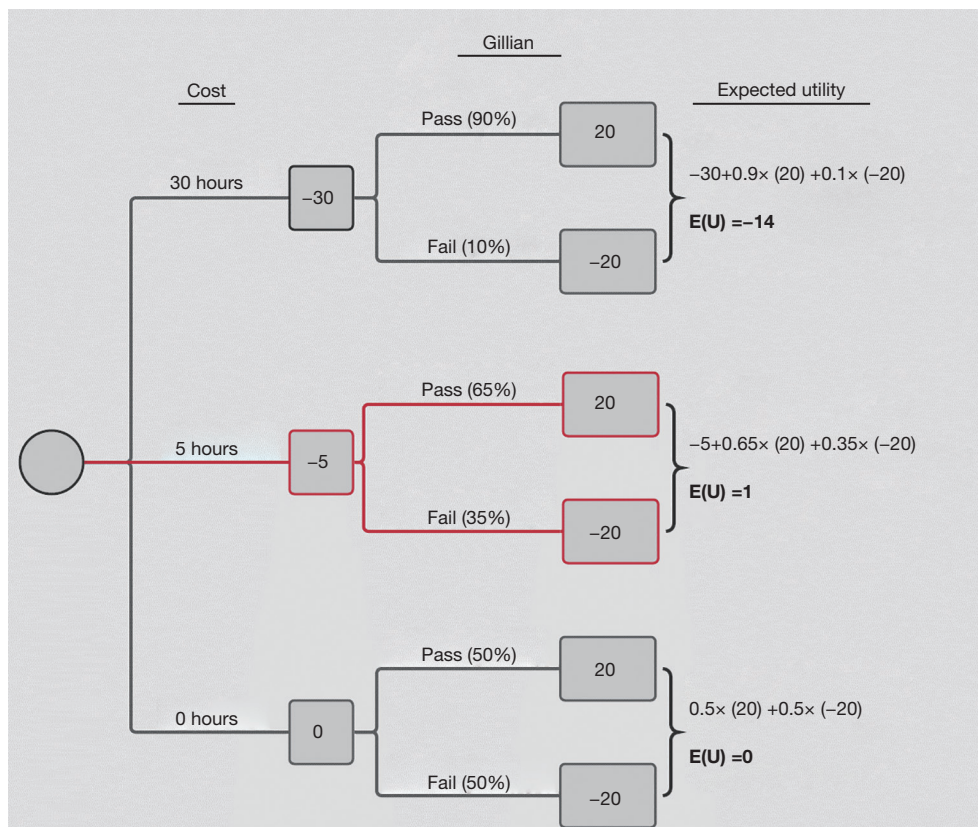 Gillian
Cost
Expected utility
Pass (90%)
20
30 hours
−30
−30+0.9× (20) +0.1× (−20)
E(U) =−14
Fail (10%)
−20
Pass (65%)
20
5 hours
−5
−5+0.65× (20) +0.35× (−20)
E(U) =1
Fail (35%)
−20
Pass (50%)
20
0 hours
0
0.5× (20) +0.5× (−20)
E(U) =0
Fail (50%)
−20